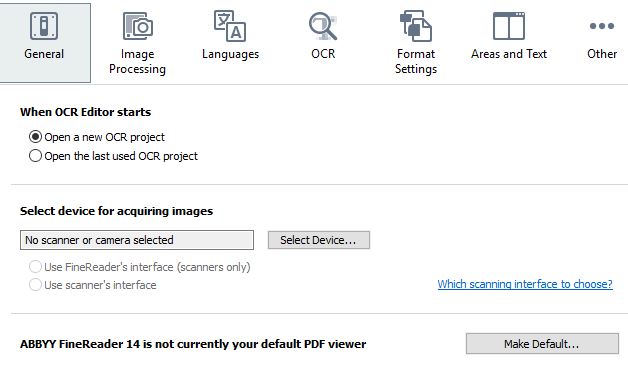 General
Image
Processing
Languages
OCR
Format
Settings
Areas and Text
Other
When OCR Editor starts
Open a new OCR project
Open the last used OCR project
Select device for acquiring images
No scanner or camera selected
Select Device...
Use FineReader's interface (scanners only)
Use scanner's interface
Which scanning interface to choose?
ABBYY FineReader 14 is not currently your default PDF viewer
Make Default...